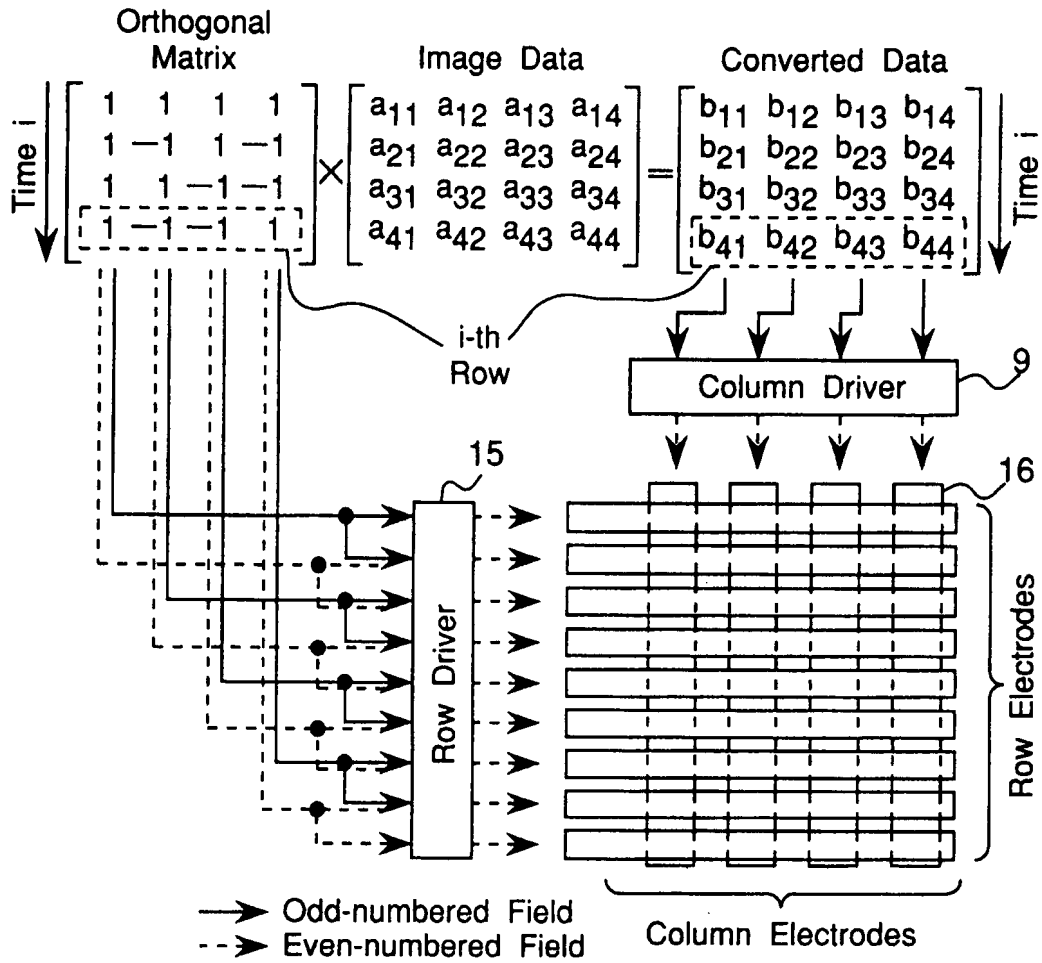 Orthogonal
Matrix
Image Data
Converted Data
Time i
1 1 1 1
1 −1 1 −1
1 1 −1 −1
1 −1 −1 1
×
a11 a12 a13 a14
a21 a22 a23 a24
a31 a32 a33 a34
a41 a42 a43 a44
=
b11 b12 b13 b14
b21 b22 b23 b24
b31 b32 b33 b34
b41 b42 b43 b44
Time i
i-th
Row
Column Driver
9
15
16
Row Driver
Row Electrodes
Column Electrodes
Odd-numbered Field
Even-numbered Field